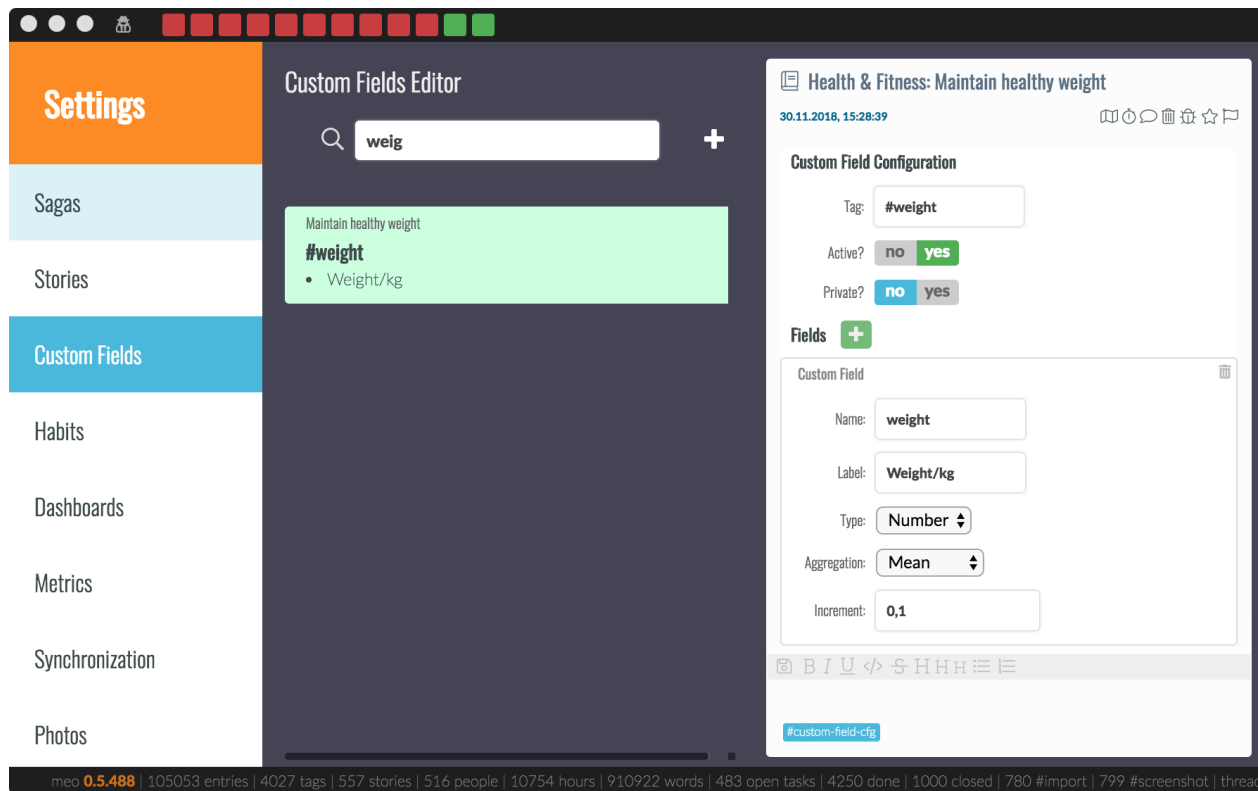 Settings
Sagas
Stories
Custom Fields
Habits
Dashboards
Metrics
Synchronization
Photos
Custom Fields Editor
weig
Maintain healthy weight
#weight
• Weight/kg
Health & Fitness: Maintain healthy weight
30.11.2018, 15:28:39
Custom Field Configuration
Tag: #weight
Active? no yes
Private? no yes
Fields
Custom Field
Name: weight
Label: Weight/kg
Type: Number
Aggregation: Mean
Increment: 0,1
B I U </> S H H H
#custom-field-cfg
meo 0.5.488 | 105053 entries | 4027 tags | 557 stories | 516 people | 10754 hours | 910922 words | 483 open tasks | 4250 done | 1000 closed | 780 #import | 799 #screenshot | thread